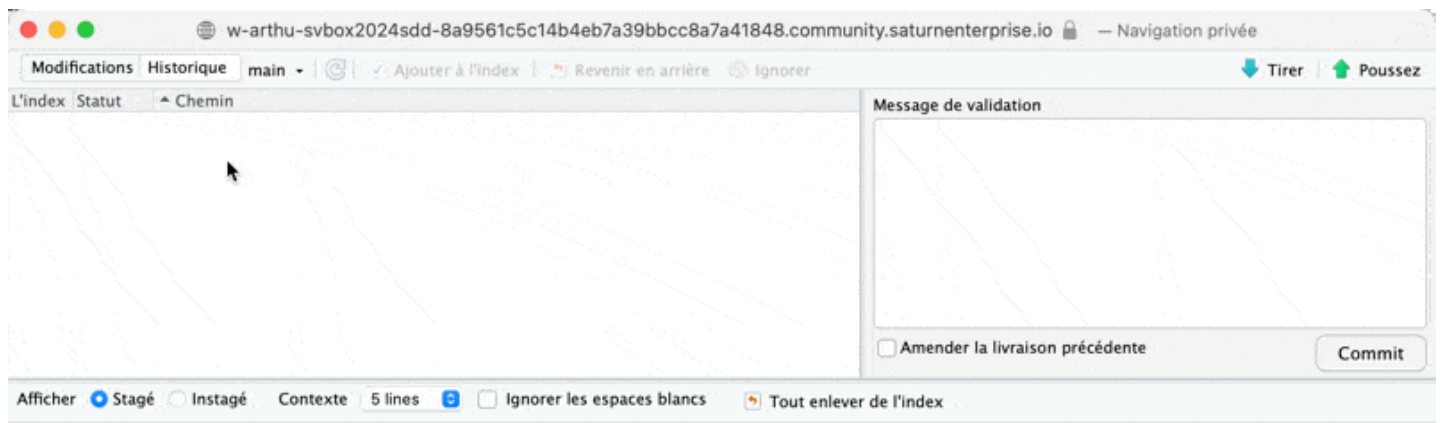 w-arthu-svbox2024sdd-8a9561c5c14b4eb7a39bbcc8a7a41848.community.saturnenterprise.io — Navigation privée
Modifications Historique main Ajouter à l'index Revenir en arrière Ignorer Tirer Poussez
L'index Statut Chemin Message de validation
Amender la livraison précédente Commit
Afficher Stagé Instagé Contexte 5 lines Ignorer les espaces blancs Tout enlever de l'index